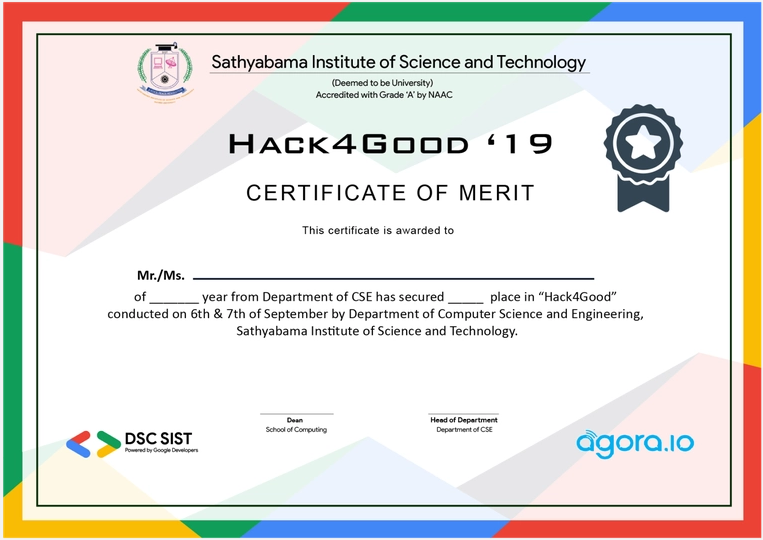 Sathyabama Institute of Science and Technology
(Deemed to be University)
Accredited with Grade ‘A’ by NAAC
Hack4Good ‘19
CERTIFICATE OF MERIT
This certificate is awarded to
Mr./Ms. ____________________
of _______ year from Department of CSE has secured _____ place in “Hack4Good”
conducted on 6th & 7th of September by Department of Computer Science and Engineering,
Sathyabama Institute of Science and Technology.
Dean
School of Computing
Head of Department
Department of CSE
DSC SIST
Powered by Google Developers
agora.io